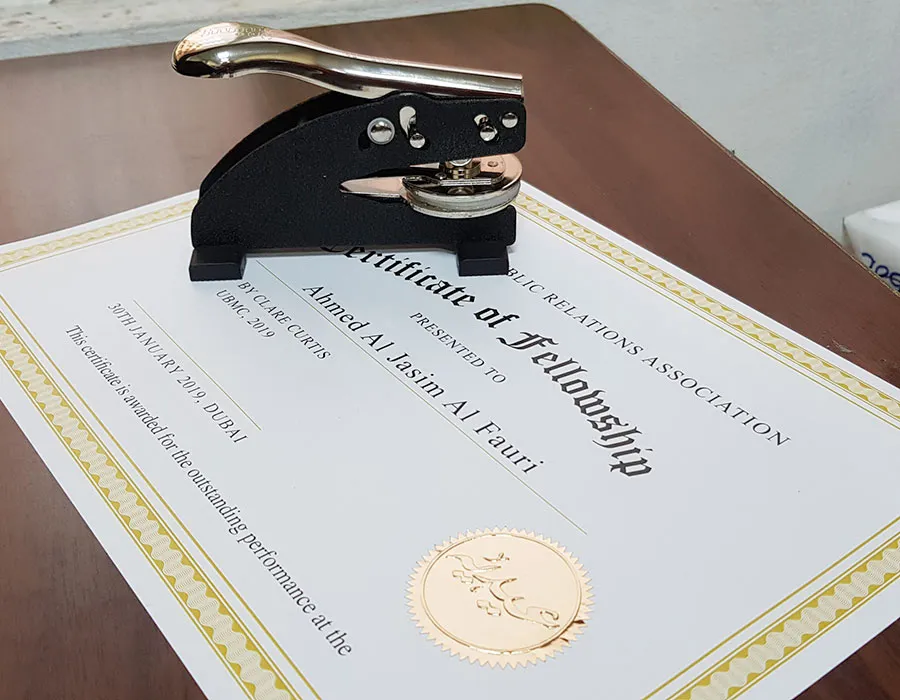 BLIC RELATIONS ASSOCIATION
Certificate of Fellowship
PRESENTED TO
Ahmed Al Jasim Al Fauri
BY CLARE CURTIS
UBMC, 2019
30TH JANUARY 2019, DUBAI
This certificate is awarded for the outstanding performance at the